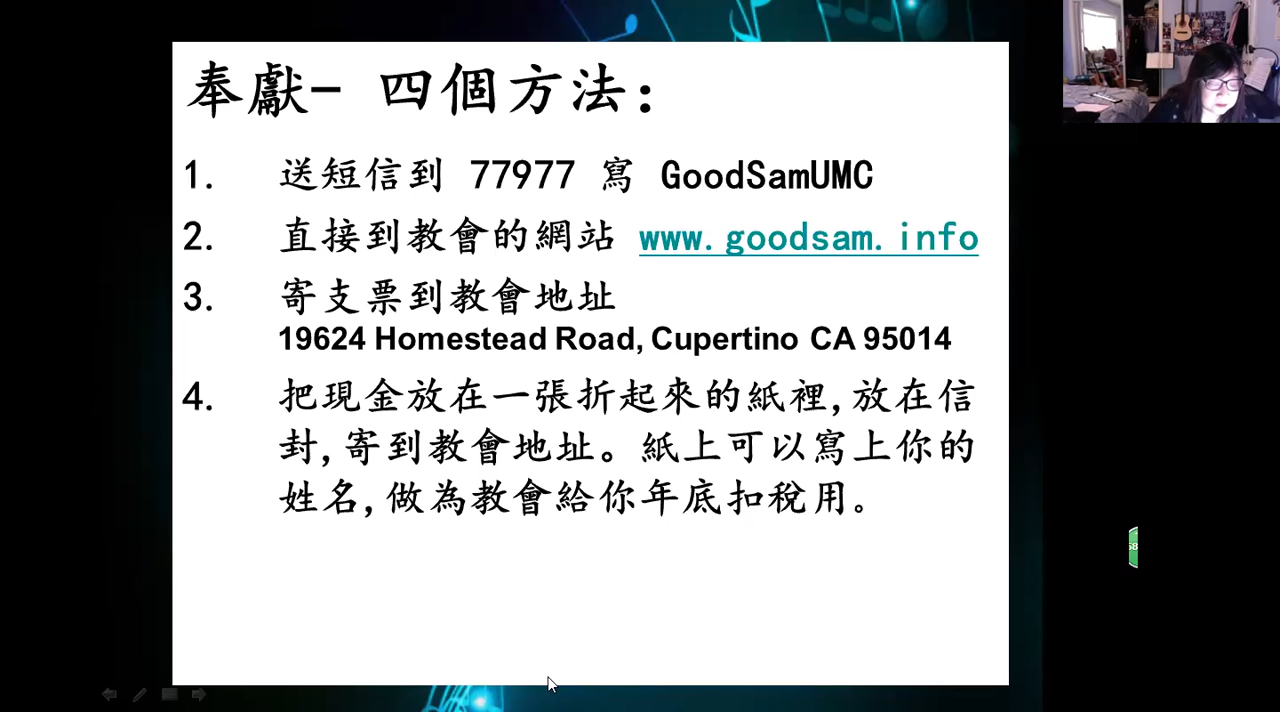 奉獻- 四個方法：
1. 送短信到 77977 寫 GoodSamUMC
2. 直接到教會的網站 www.goodsam.info
3. 寄支票到教會地址
19624 Homestead Road, Cupertino CA 95014
4. 把現金放在一張折起來的紙裡,放在信
封,寄到教會地址。紙上可以寫上你的
姓名,做為教會給你年底扣稅用。